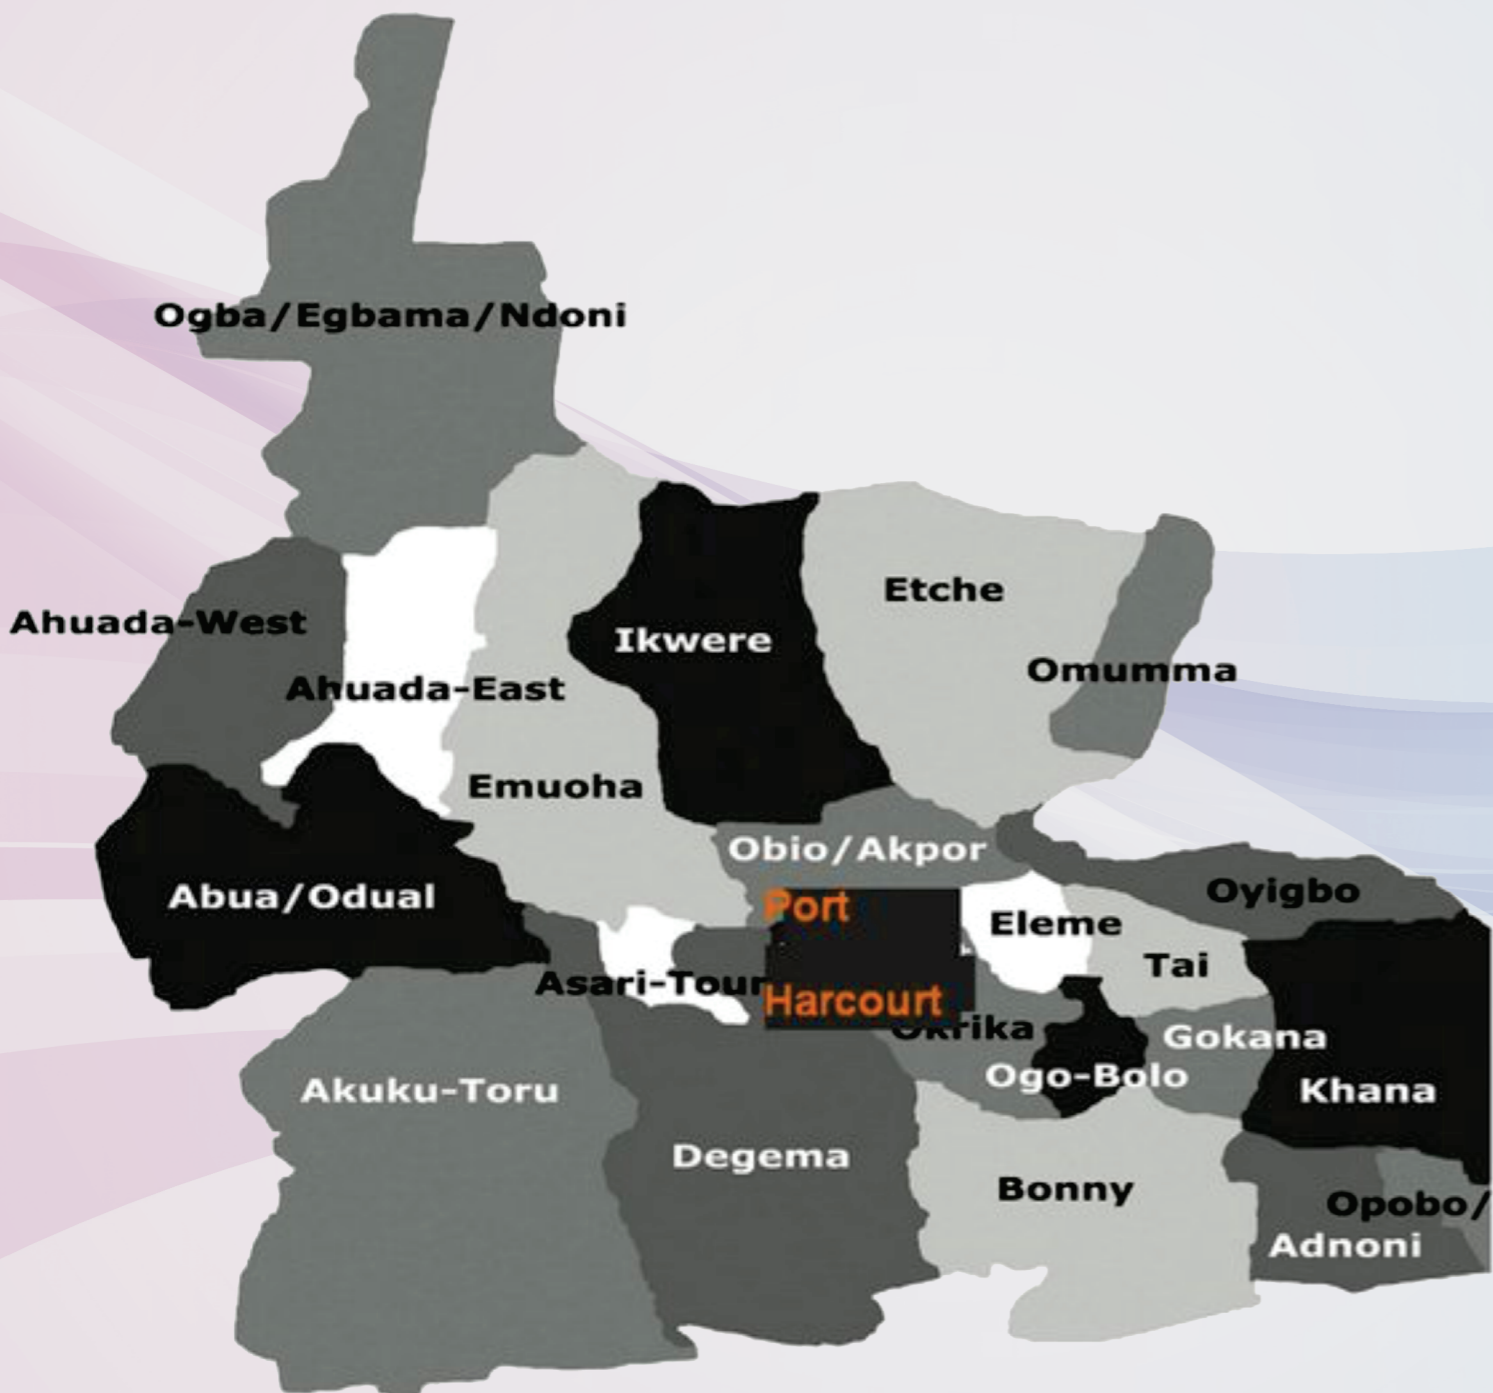 Ogba/Egbama/Ndoni
Etche
Ahuada-West
Ikwere
Omumma
Ahuada-East
Emuoha
Obio/Akpor
Oyigbo
Abua/Odual
Port
Eleme
Tai
Asari-Tour
Harcourt
Okrika
Gokana
Ogo-Bolo
Akuku-Toru
Khana
Degema
Bonny
Opobo/
Adnoni